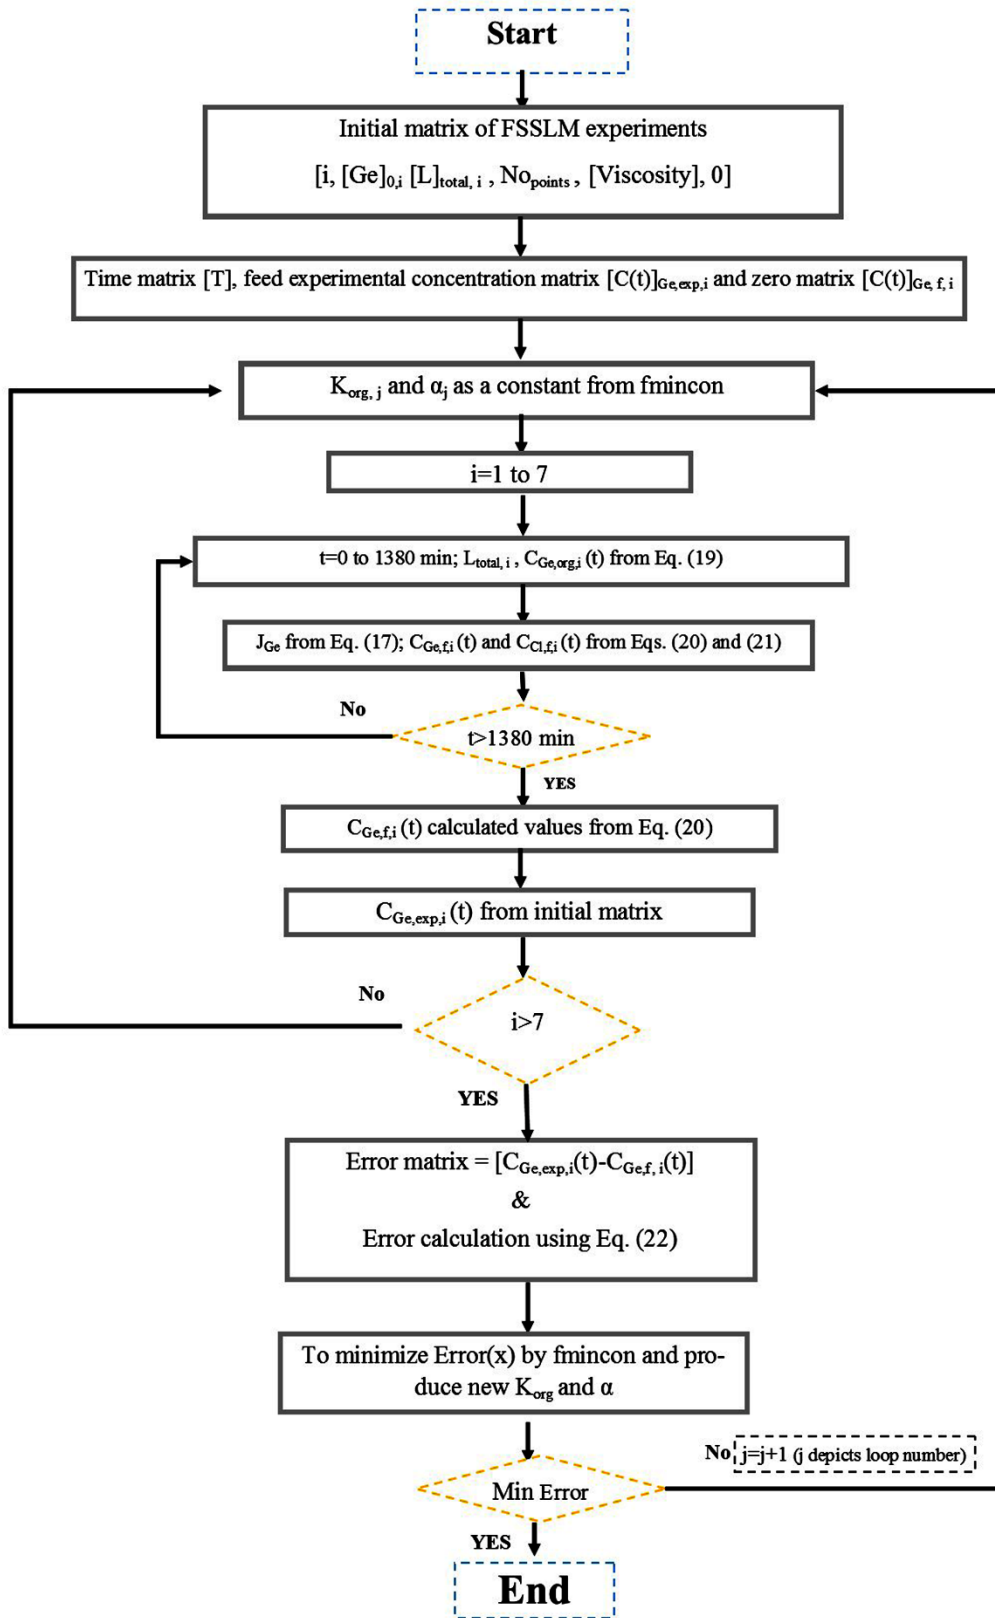 Start
Initial matrix of FSSLM experiments
[i, [Ge]0,i [L]total, i , Nopoints , [Viscosity], 0]
Time matrix [T], feed experimental concentration matrix [C(t)]Ge,exp,i and zero matrix [C(t)]Ge, f, i
Korg, j and αj as a constant from fmincon
i=1 to 7
t=0 to 1380 min; Ltotal, i , CGe,org,i (t) from Eq. (19)
JGe from Eq. (17); CGe,f,i (t) and CCl,f,i (t) from Eqs. (20) and (21)
No
t>1380 min
YES
CGe,f,i (t) calculated values from Eq. (20)
CGe,exp,i (t) from initial matrix
No
i>7
YES
Error matrix = [CGe,exp,i(t)-CGe,f, i(t)]
&
Error calculation using Eq. (22)
To minimize Error(x) by fmincon and pro-
duce new Korg and α
No j=j+1 (j depicts loop number)
Min Error
YES
End